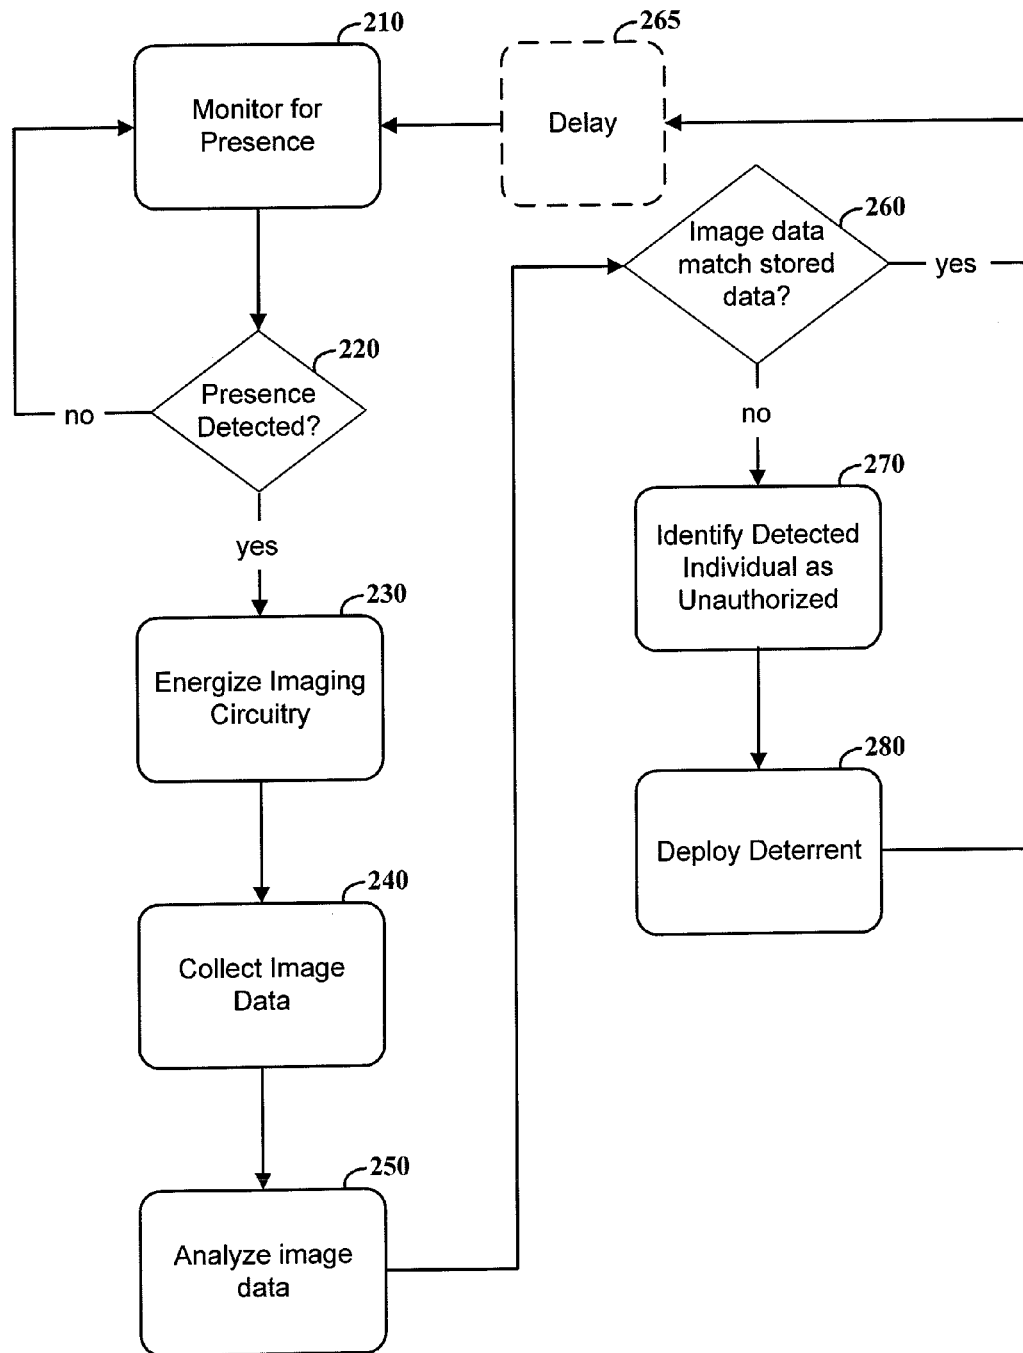 210
Monitor for
Presence
265
Delay
220
Presence
Detected?
no
yes
230
Energize Imaging
Circuitry
240
Collect Image
Data
250
Analyze image
data
260
Image data
match stored
data?
yes
no
270
Identify Detected
Individual as
Unauthorized
280
Deploy Deterrent